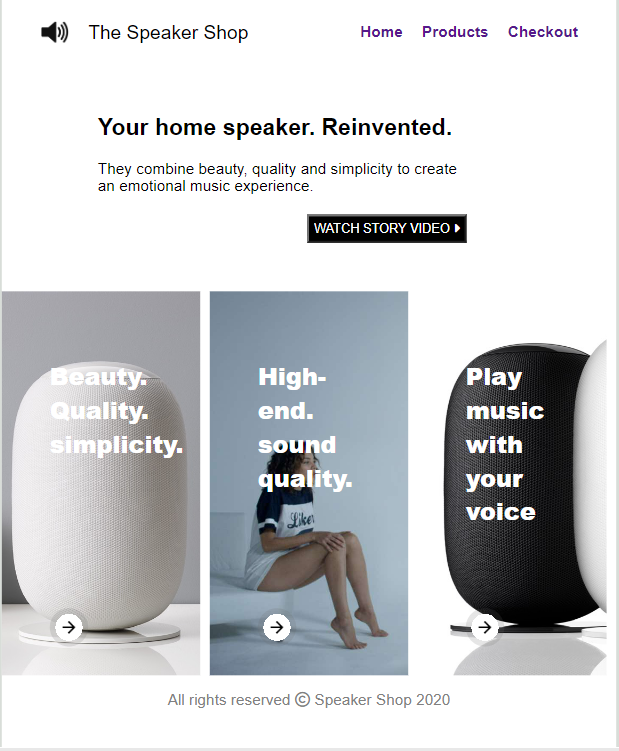 The Speaker Shop
Home Products Checkout
Your home speaker. Reinvented.
They combine beauty, quality and simplicity to create
an emotional music experience.
WATCH STORY VIDEO
Beauty.
Quality.
simplicity.
High-
end.
sound
quality.
Liker
Play
music
with
your
voice
All rights reserved © Speaker Shop 2020